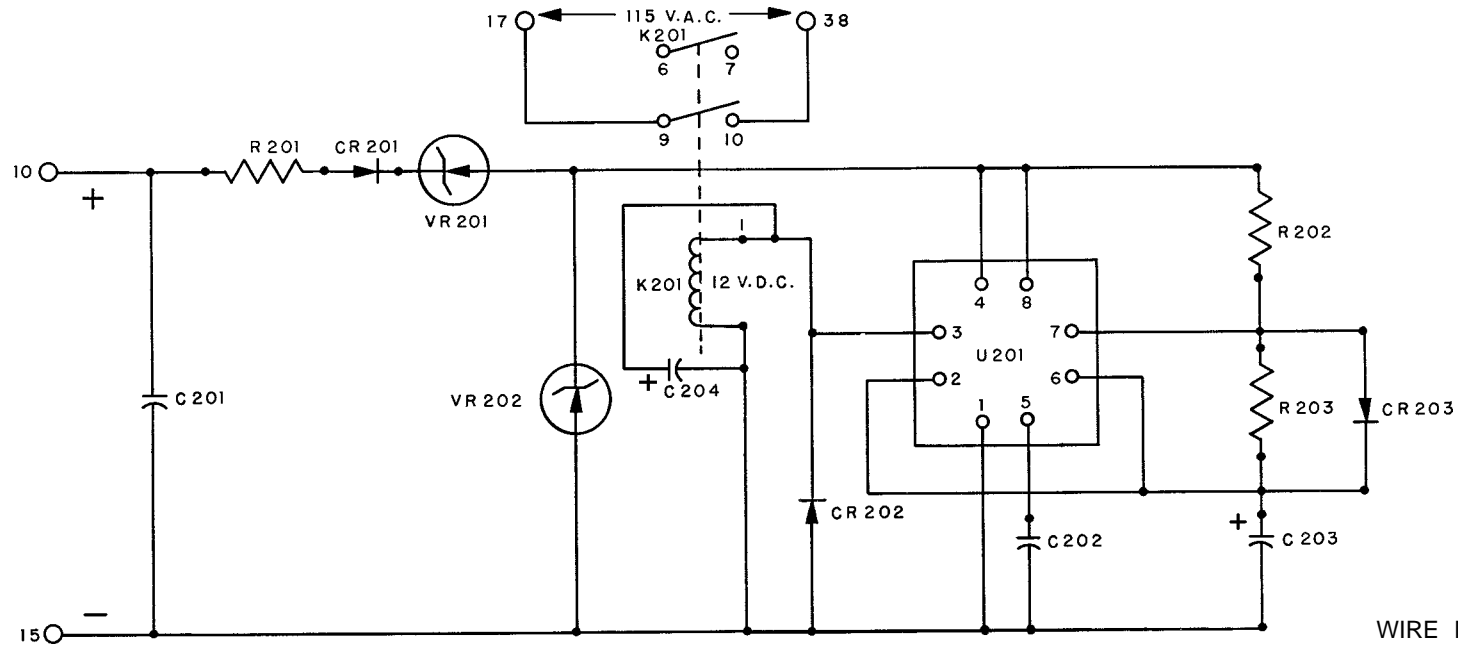 17 115 V.A.C. 38
K201
6 7
9 10
10 + R201 CR201
VR201
R202
K201 1 12 V.D.C.
4 8
3 7
U201
2 6
+ C204
C201
VR202
1 5
R203 CR203
CR202
C202
+ C203
15 −
WIRE